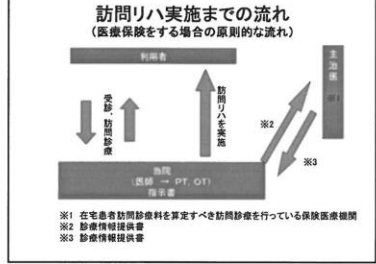 訪問リハ実施までの流れ
(医療保険をする場合の原則的な流れ)
利用者
主治医
※1
受診、訪問診療
訪問リハを実施
※2
※3
当院
(医師 → PT、OT)
指示書
※1 在宅患者訪問診療料を算定すべき訪問診療を行っている保険医療機関
※2 診療情報提供書
※3 診療情報提供書